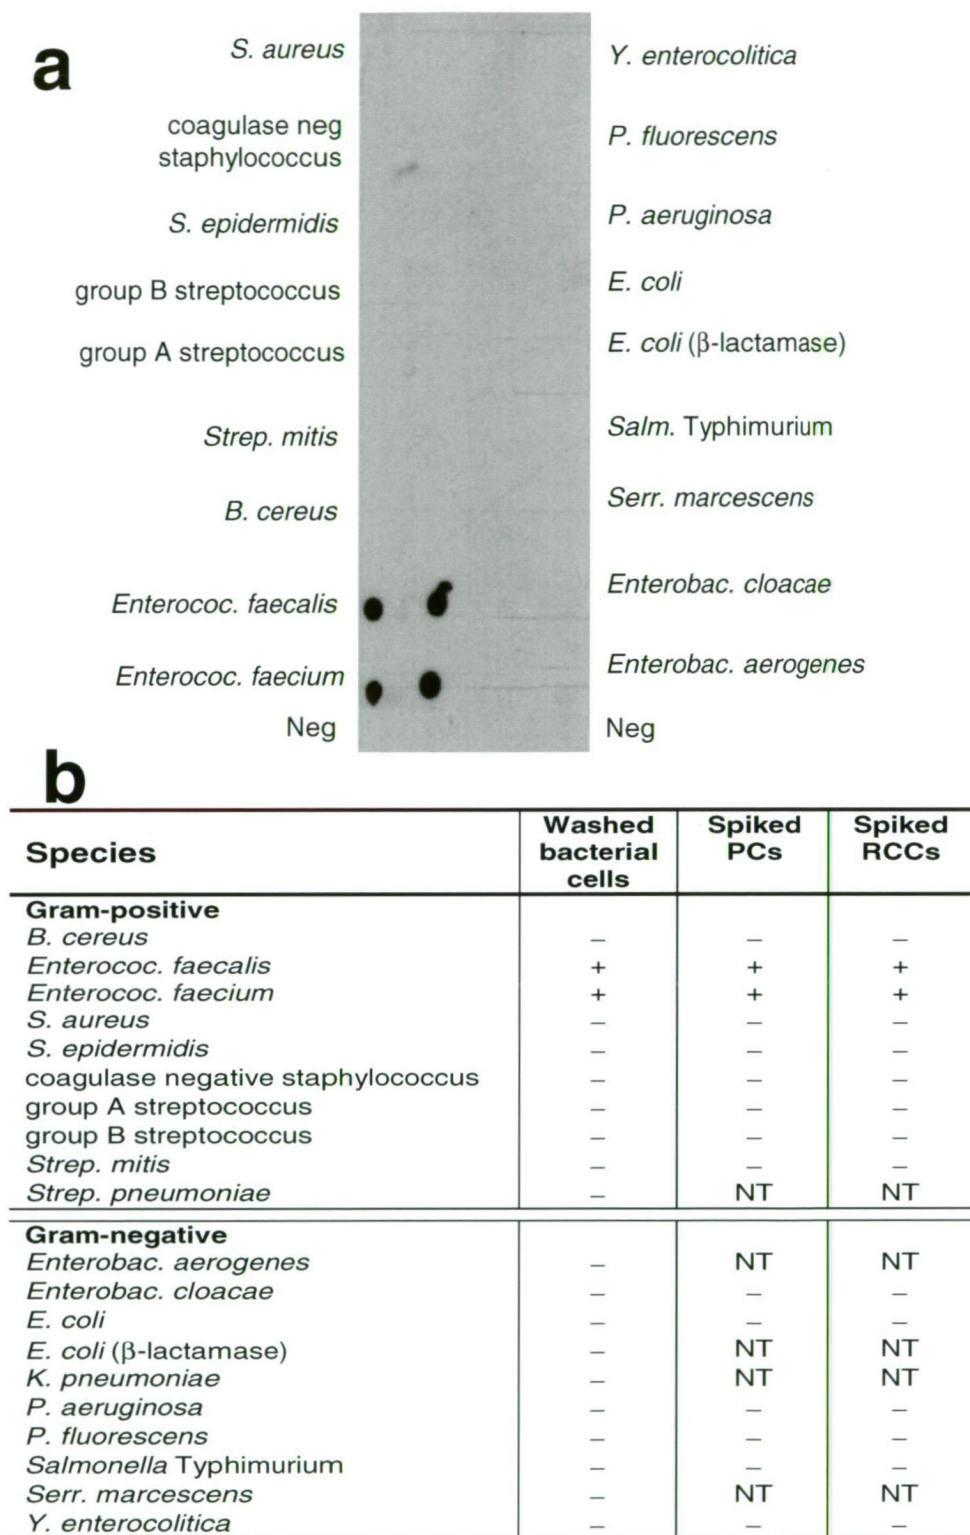 a
S. aureus
coagulase neg
staphylococcus
S. epidermidis
group B streptococcus
group A streptococcus
Strep. mitis
B. cereus
Enterococ. faecalis
Enterococ. faecium
Neg
Y. enterocolitica
P. fluorescens
P. aeruginosa
E. coli
E. coli (β-lactamase)
Salm. Typhimurium
Serr. marcescens
Enterobac. cloacae
Enterobac. aerogenes
Neg
b
Species Washed bacterial cells Spiked PCs Spiked RCCs
Gram-positive
B. cereus – – –
Enterococ. faecalis + + +
Enterococ. faecium + + +
S. aureus – – –
S. epidermidis – – –
coagulase negative staphylococcus – – –
group A streptococcus – – –
group B streptococcus – – –
Strep. mitis – – –
Strep. pneumoniae – NT NT
Gram-negative
Enterobac. aerogenes – NT NT
Enterobac. cloacae – – –
E. coli – – –
E. coli (β-lactamase) – NT NT
K. pneumoniae – NT NT
P. aeruginosa – – –
P. fluorescens – – –
Salmonella Typhimurium – – –
Serr. marcescens – NT NT
Y. enterocolitica – – –